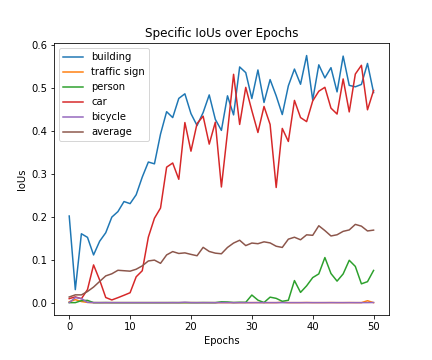 Specific IoUs over Epochs
building
traffic sign
person
car
bicycle
average
0.6
0.5
0.4
0.3
0.2
0.1
0.0
IoUs
0 10 20 30 40 50
Epochs